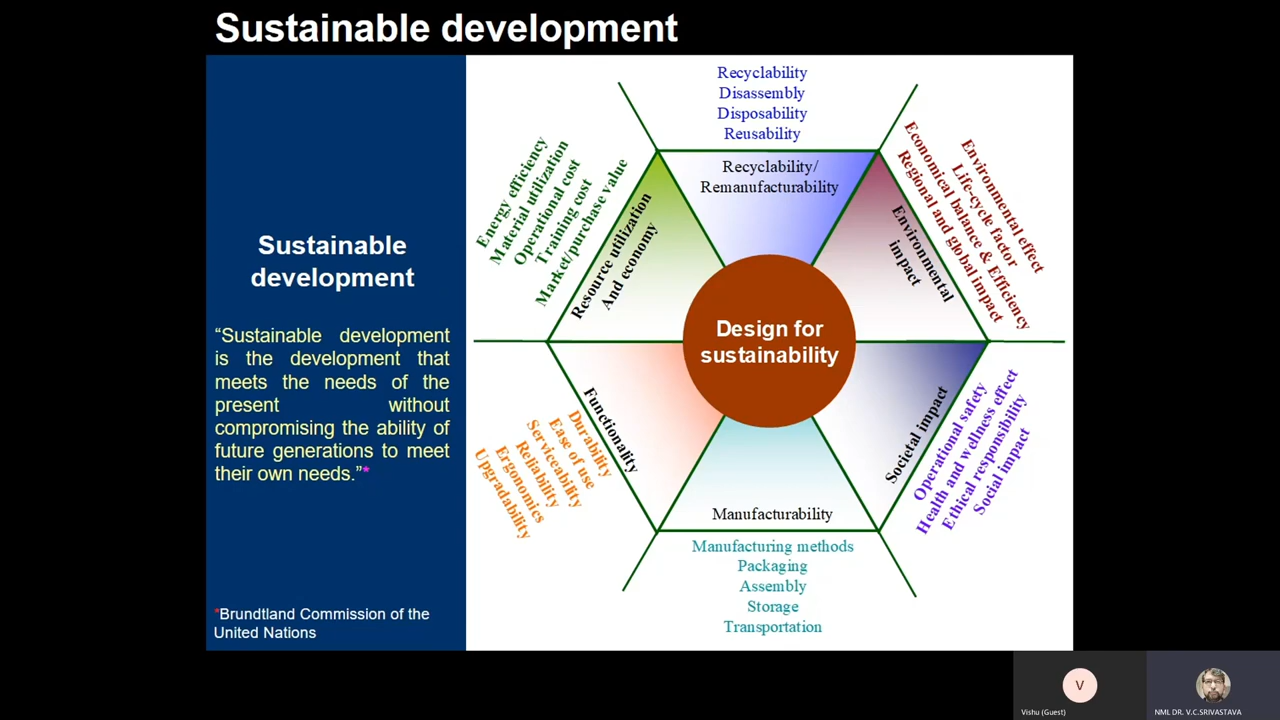 Sustainable development
Sustainable
development
“Sustainable development
is the development that
meets the needs of the
present without
compromising the ability of
future generations to meet
their own needs.”*
*Brundtland Commission of the
United Nations
Recyclability
Disassembly
Disposability
Reusability
Recyclability/
Remanufacturability
Energy efficiency
Material utilization
Operational cost
Training cost
Market/purchase value
Resource utilization
And economy
Environmental effect
Life-cycle factor
Economical balance & Efficiency
Regional and global impact
Environmental
impact
Design for
sustainability
Functionality
Durability
Ease of use
Serviceability
Reliability
Ergonomics
Upgradability
Societal impact
Operational safety
Health and wellness effect
Ethical responsibility
Social impact
Manufacturability
Manufacturing methods
Packaging
Assembly
Storage
Transportation
V
Vishu (Guest)
NML DR. V.C.SRIVASTAVA